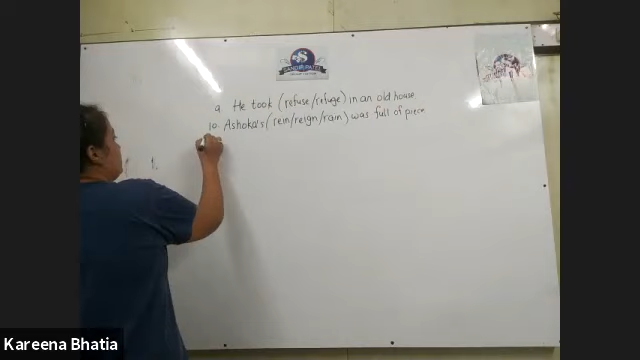 9. He took (refuse/refuge) in an old house.
10. Ashoka's (rein/reign/rain) was full of piece
Kareena Bhatia